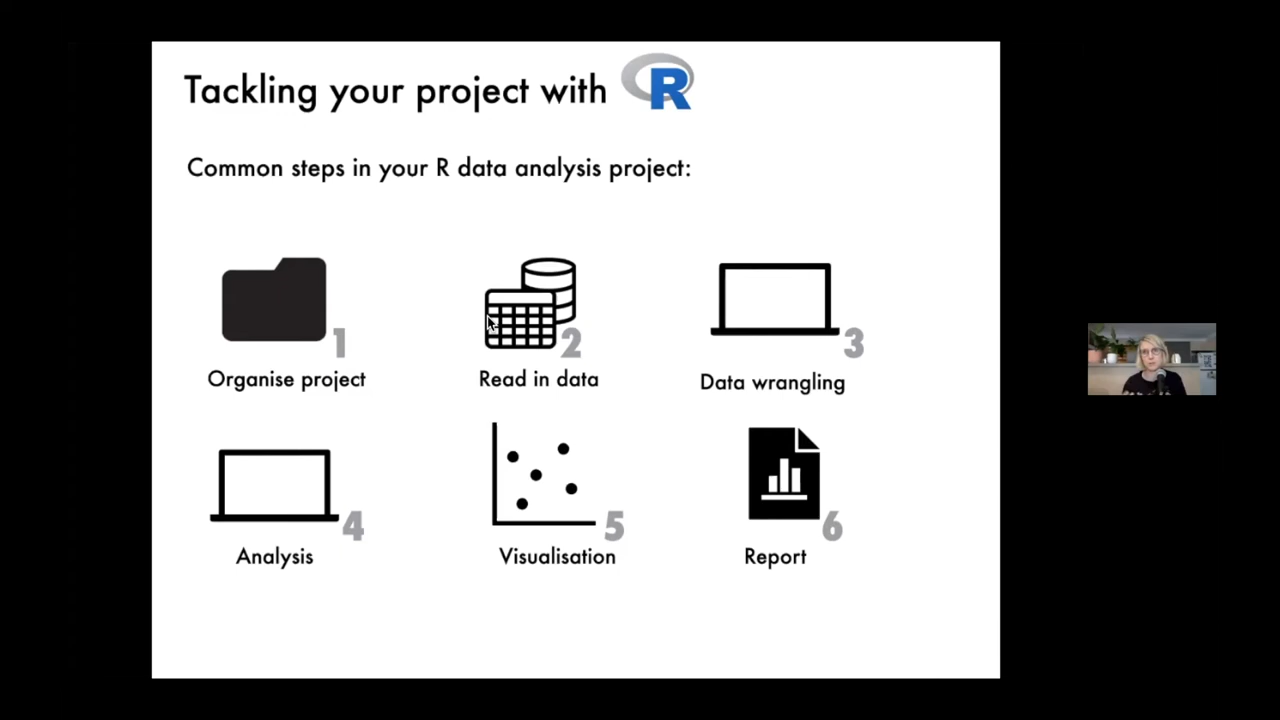 Tackling your project with R
Common steps in your R data analysis project:
1
2
3
Organise project
Read in data
Data wrangling
4
5
6
Analysis
Visualisation
Report